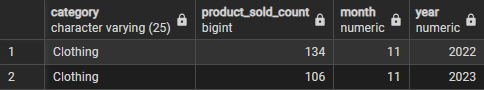 category product_sold_count month year
character varying (25) bigint numeric numeric
1 Clothing 134 11 2022
2 Clothing 106 11 2023